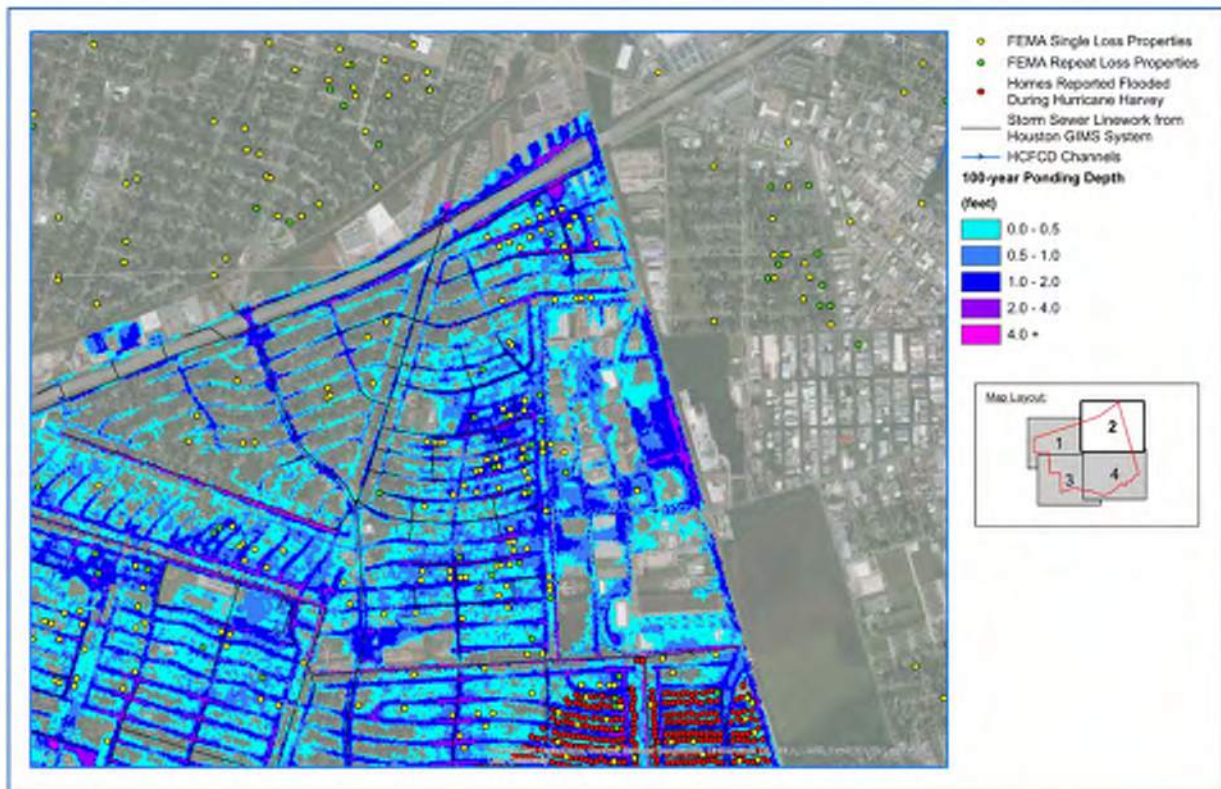 FEMA Single Loss Properties
FEMA Repeat Loss Properties
Homes Reported Flooded
During Hurricane Harvey
Storm Sewer Linework from
Houston GIMS System
HCFCD Channels
100-year Ponding Depth
(feet)
0.0 - 0.5
0.5 - 1.0
1.0 - 2.0
2.0 - 4.0
4.0 +
Map Layout:
1
2
3
4